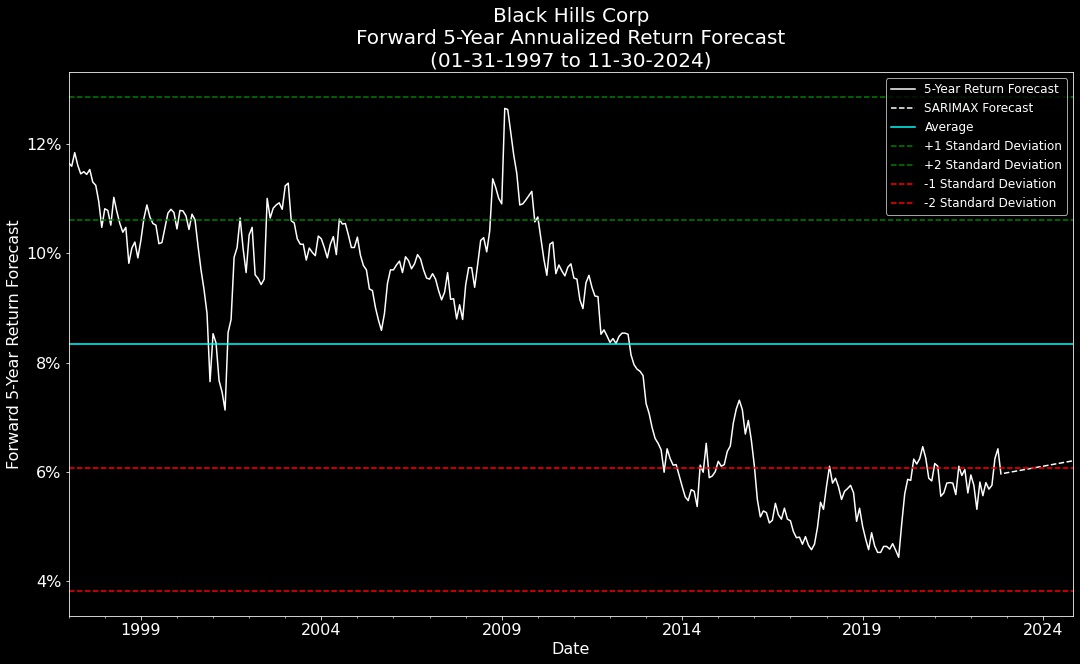 Black Hills Corp
Forward 5-Year Annualized Return Forecast
(01-31-1997 to 11-30-2024)
5-Year Return Forecast
SARIMAX Forecast
Average
+1 Standard Deviation
+2 Standard Deviation
-1 Standard Deviation
-2 Standard Deviation
Forward 5-Year Return Forecast
12%
10%
8%
6%
4%
1999
2004
2009
2014
2019
2024
Date